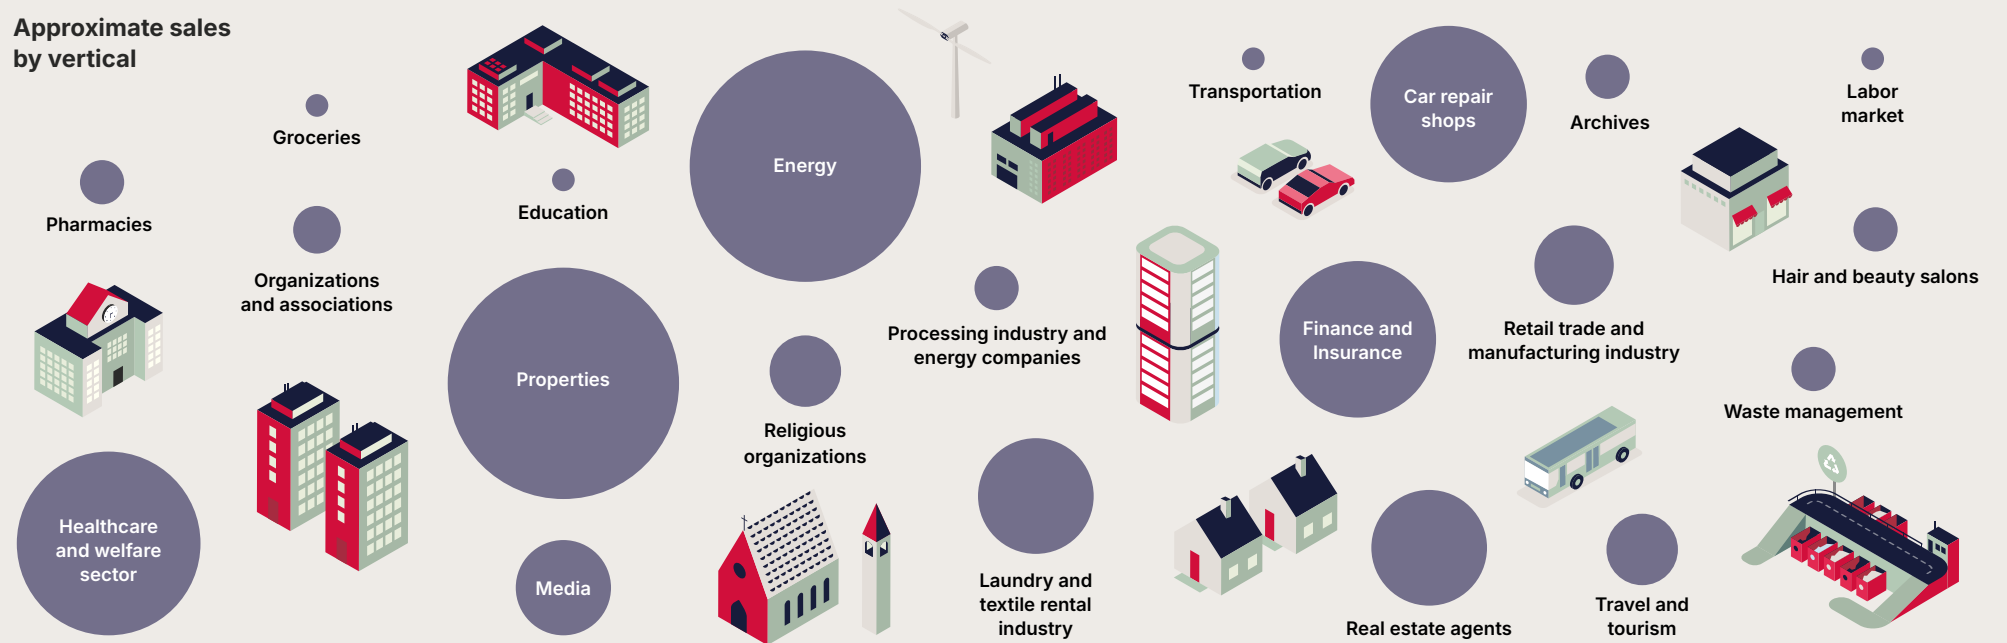 Approximate sales
by vertical
Groceries
Pharmacies
Organizations
and associations
Healthcare
and welfare
sector
Education
Properties
Media
Energy
Religious
organizations
Processing industry and
energy companies
Laundry and
textile rental
industry
Transportation
Car repair
shops
Archives
Labor
market
Finance and
Insurance
Retail trade and
manufacturing industry
Hair and beauty salons
Waste management
Real estate agents
Travel and
tourism